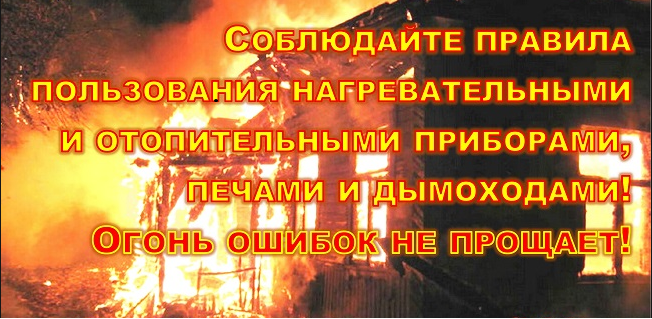 Соблюдайте правила
пользования нагревательными
и отопительными приборами,
печами и дымоходами!
Огонь ошибок не прощает!